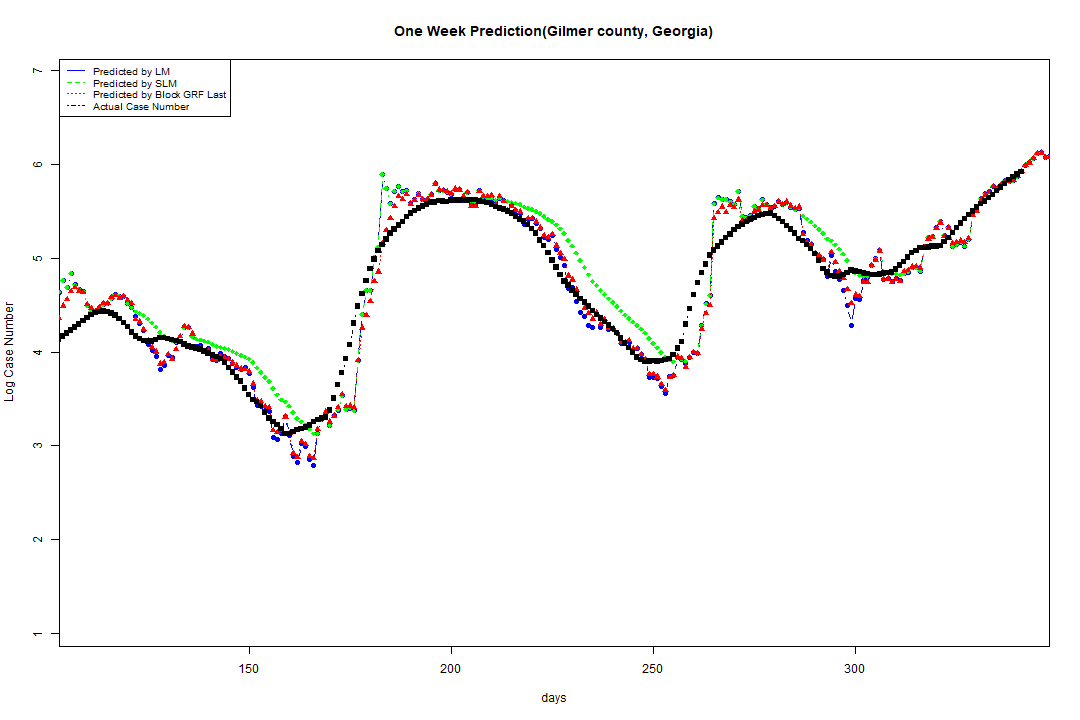 One Week Prediction(Gilmer county, Georgia)
Predicted by LM
Predicted by SLM
Predicted by Block GRF Last
Actual Case Number
7
6
5
4
3
2
1
Log Case Number
150 200 250 300
days